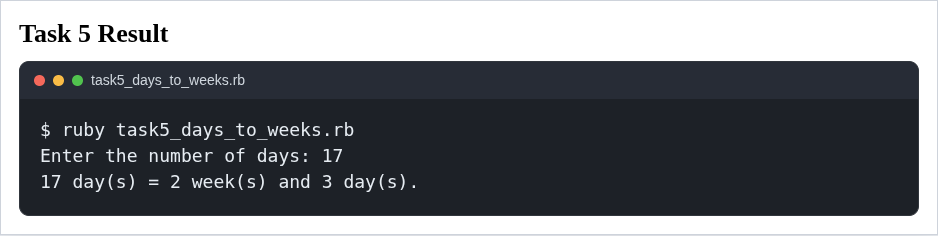 Task 5 Result
task5_days_to_weeks.rb
$ ruby task5_days_to_weeks.rb
Enter the number of days: 17
17 day(s) = 2 week(s) and 3 day(s).